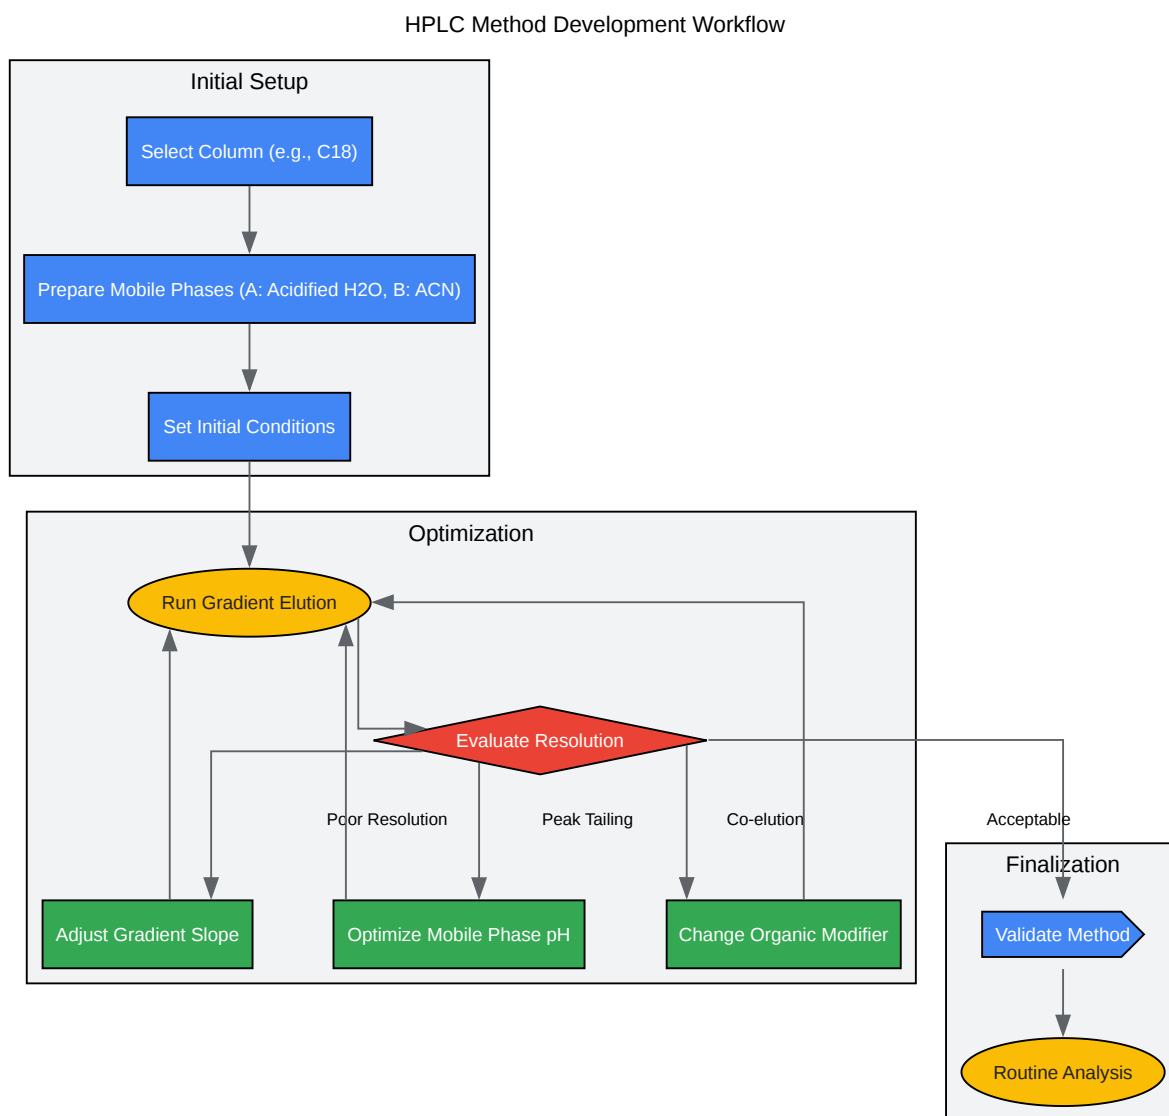 HPLC Method Development Workflow
Initial Setup
Select Column (e.g., C18)
Prepare Mobile Phases (A: Acidified H2O, B: ACN)
Set Initial Conditions
Optimization
Run Gradient Elution
Evaluate Resolution
Poor Resolution
Peak Tailing
Co-elution
Acceptable
Adjust Gradient Slope
Optimize Mobile Phase pH
Change Organic Modifier
Finalization
Validate Method
Routine Analysis